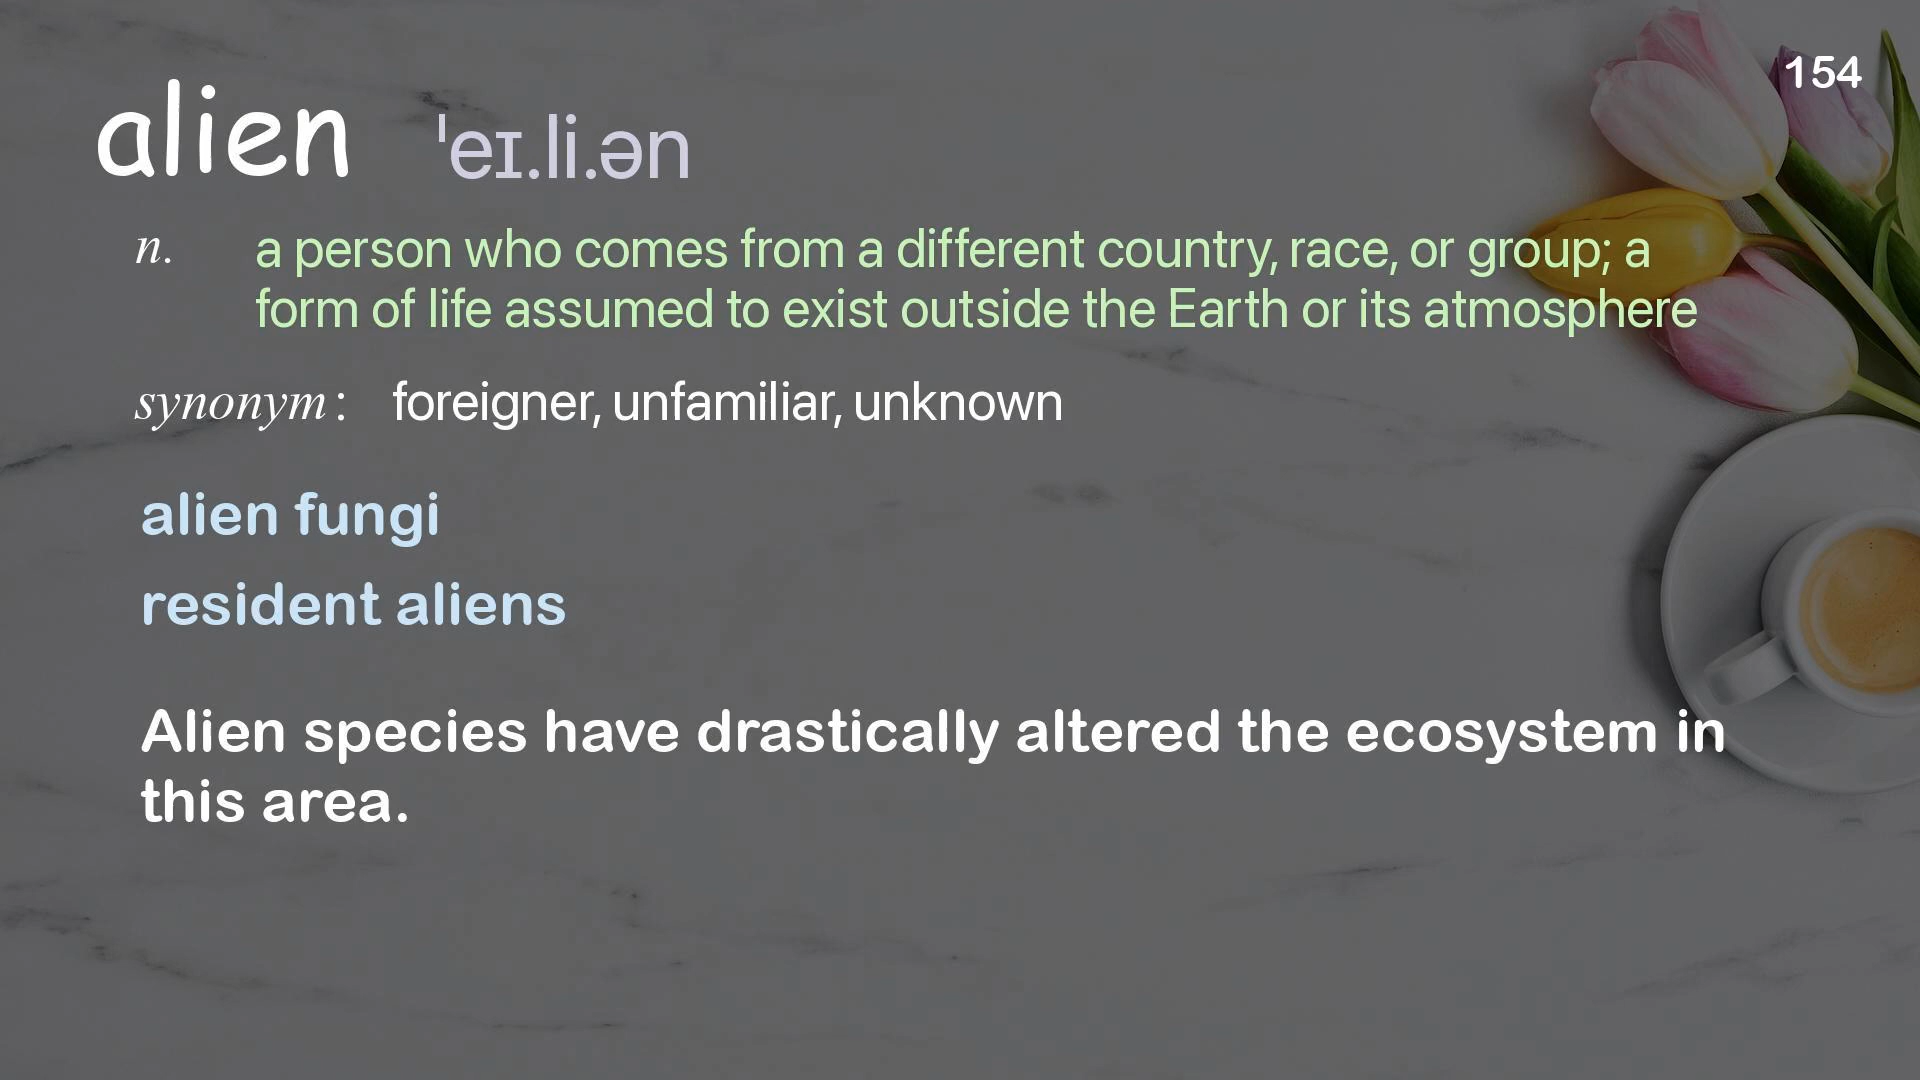 154
alien ˈeɪ.li.ən
n. a person who comes from a different country, race, or group; a
form of life assumed to exist outside the Earth or its atmosphere
synonym: foreigner, unfamiliar, unknown
alien fungi
resident aliens
Alien species have drastically altered the ecosystem in
this area.